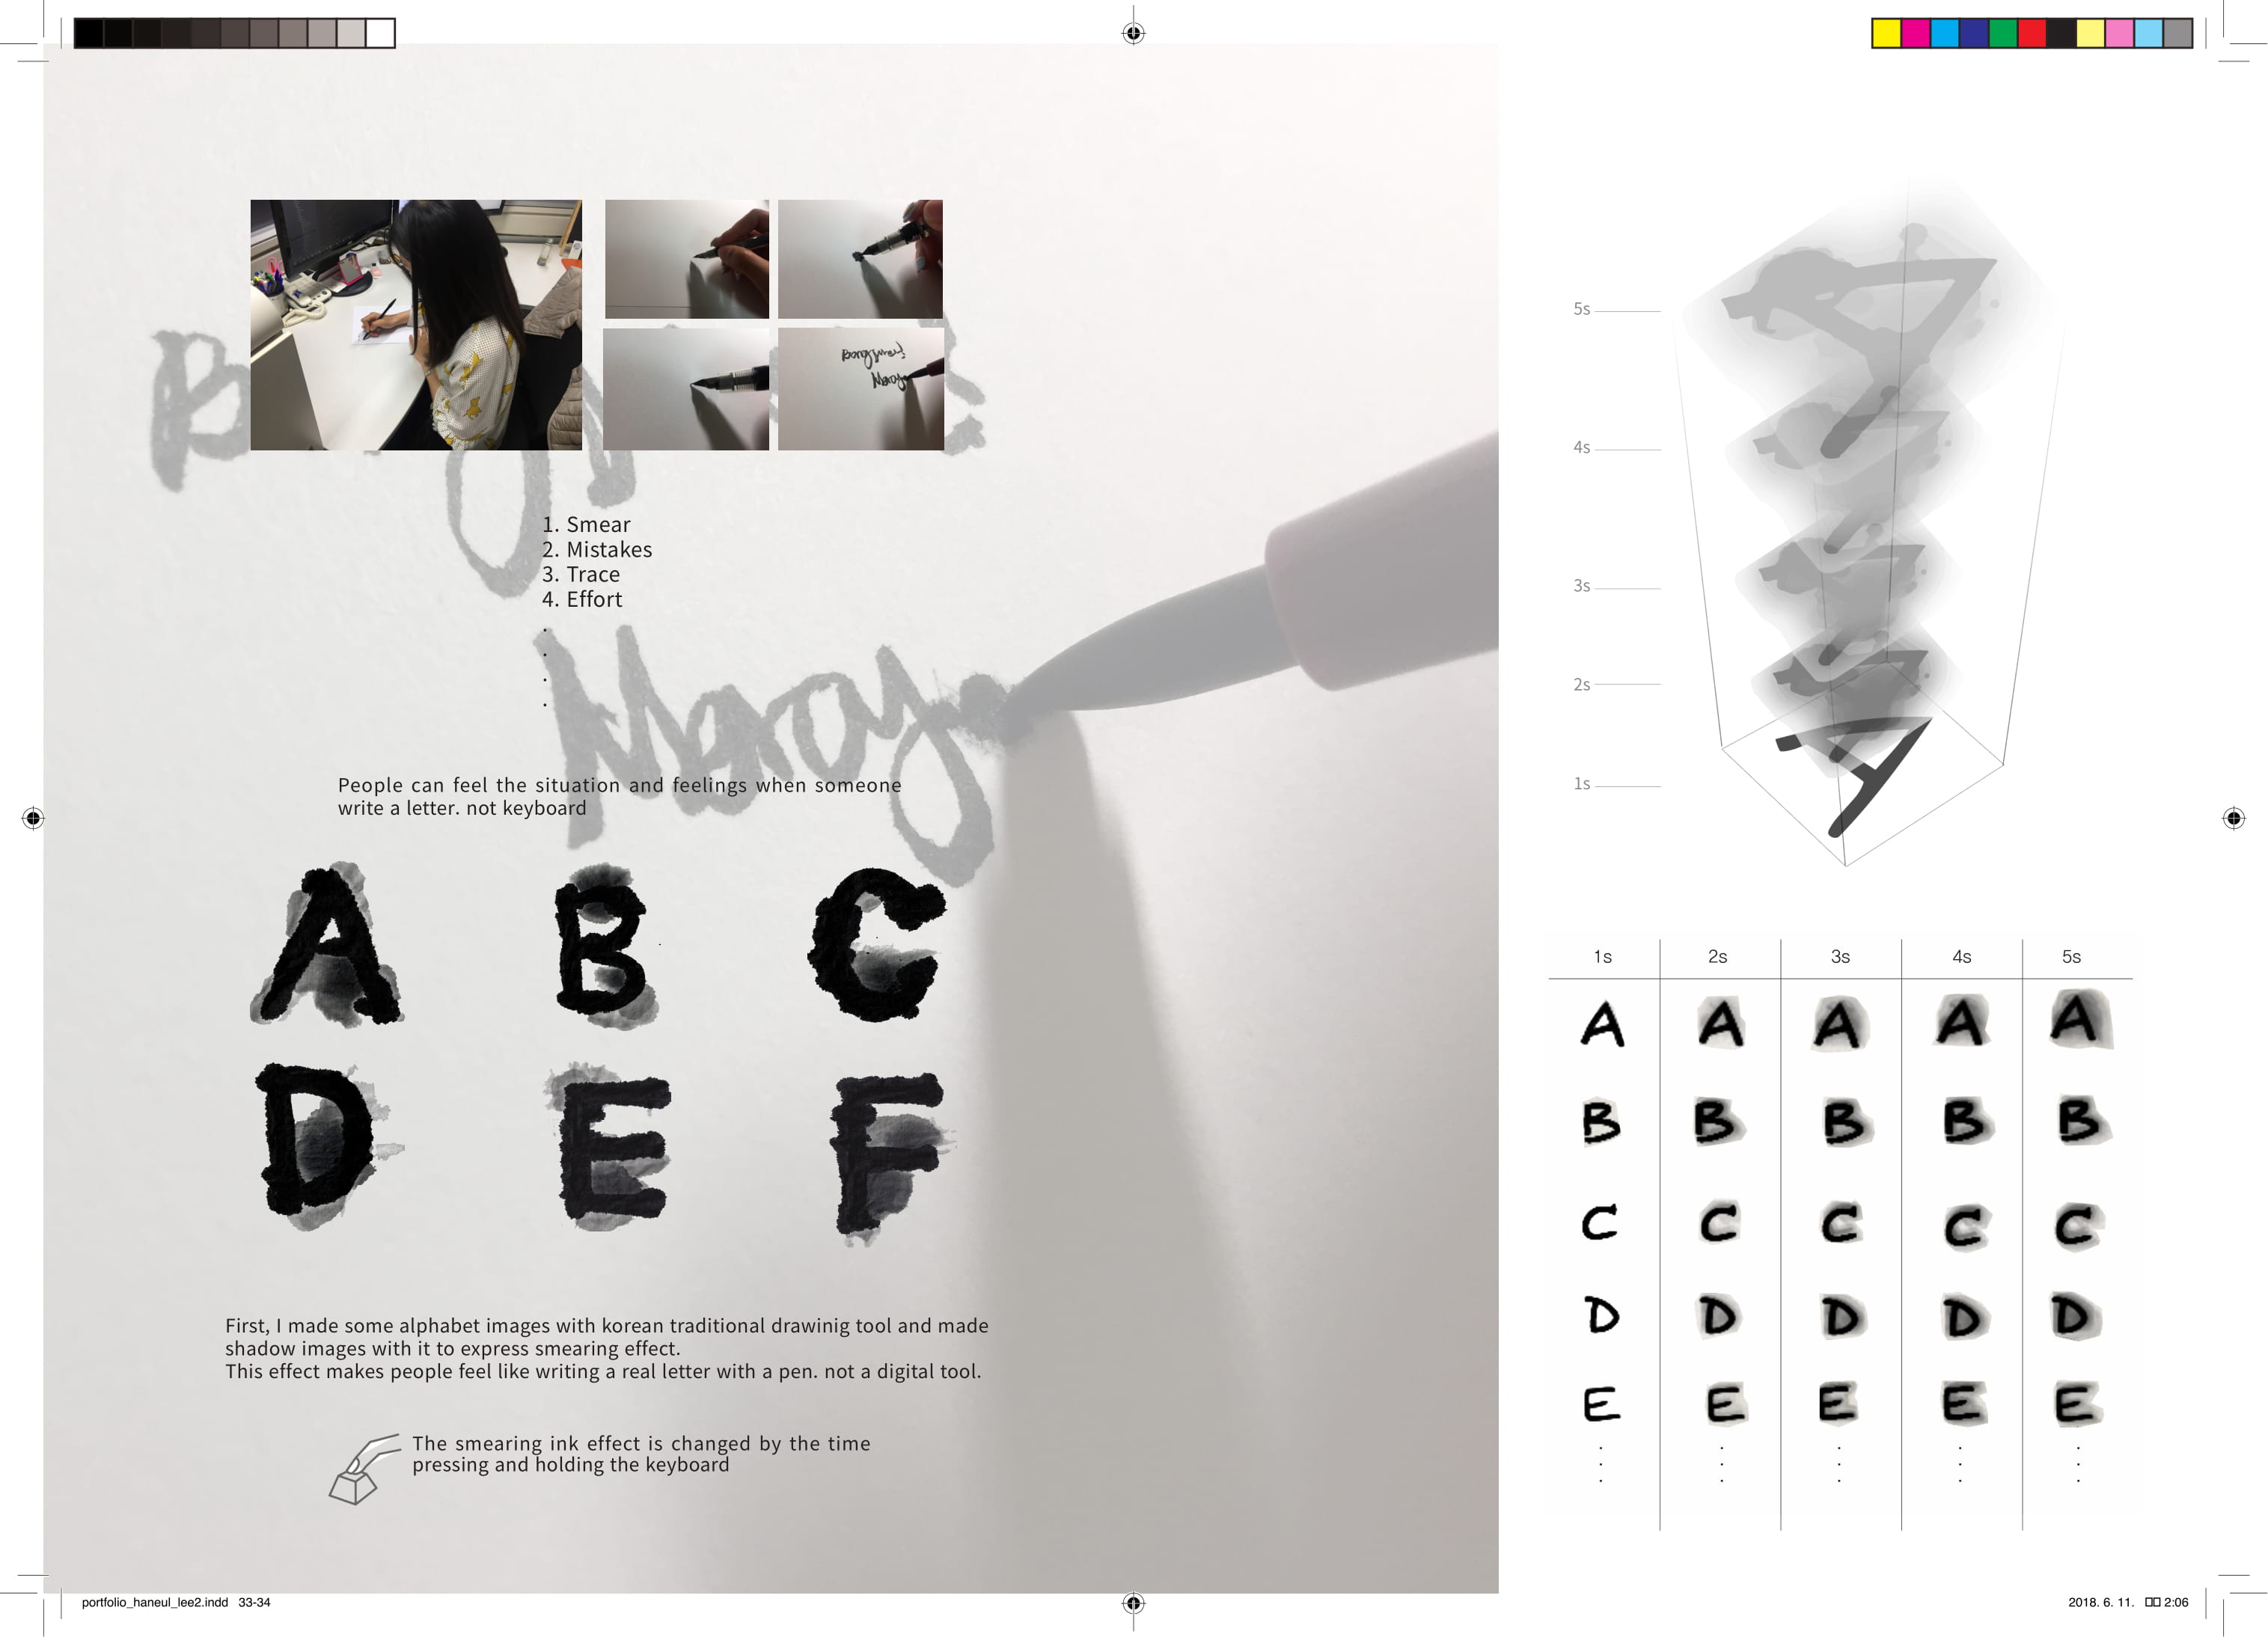 1. Smear
2. Mistakes
3. Trace
4. Effort
.
.
.
.
People can feel the situation and feelings when someone
write a letter. not keyboard
A B C
D E F
First, I made some alphabet images with korean traditional drawinig tool and made
shadow images with it to express smearing effect.
This effect makes people feel like writing a real letter with a pen. not a digital tool.
The smearing ink effect is changed by the time
pressing and holding the keyboard
5s
4s
3s
2s
1s
A
1s 2s 3s 4s 5s
A A A A A
B B B B B
C C C C C
D D D D D
E E E E E
. . . . .
. . . . .
. . . . .
portfolio_haneul_lee2.indd 33-34
2018. 6. 11. 2:06